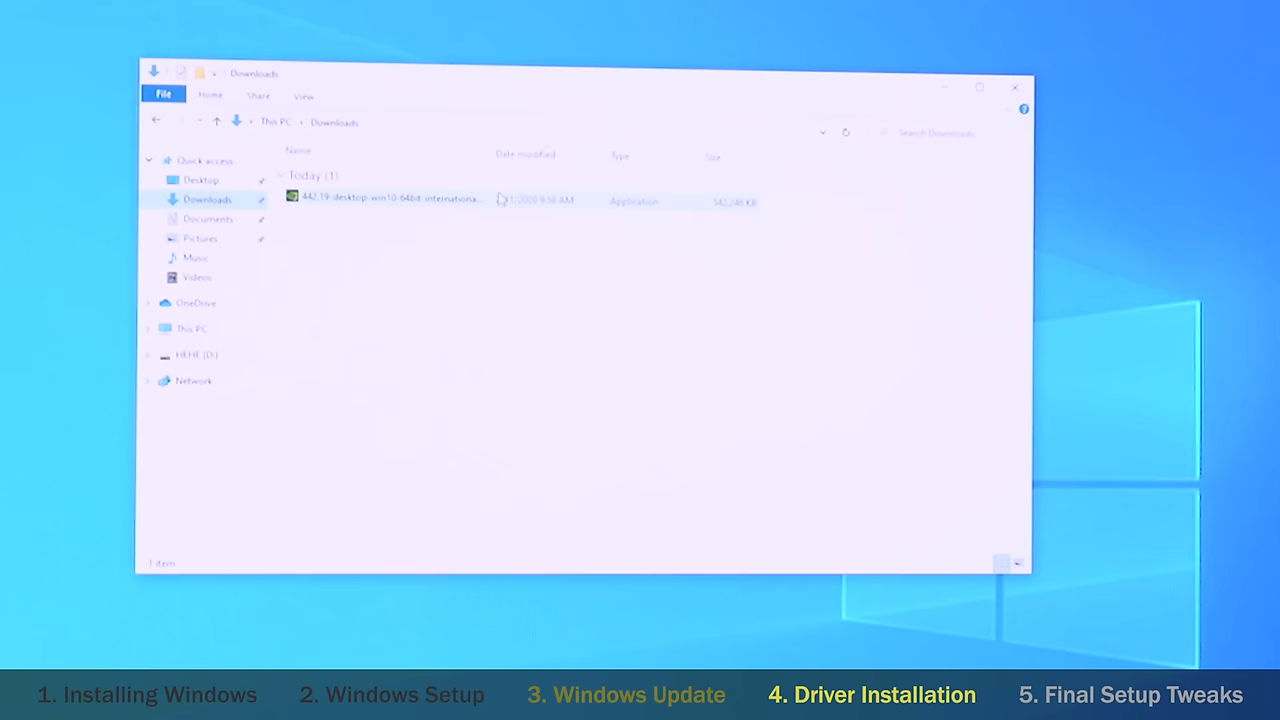 Downloads
File Home Share View
This PC › Downloads
Search Downloads
Name Date modified Type Size
Quick access
Today (1)
Desktop
442.19-desktop-win10-64bit-internationa... 1/2020 9:58 AM Application 542,246 KB
Downloads
Documents
Pictures
Music
Videos
OneDrive
This PC
HEHE (D:)
Network
1 item
1. Installing Windows 2. Windows Setup 3. Windows Update 4. Driver Installation 5. Final Setup Tweaks